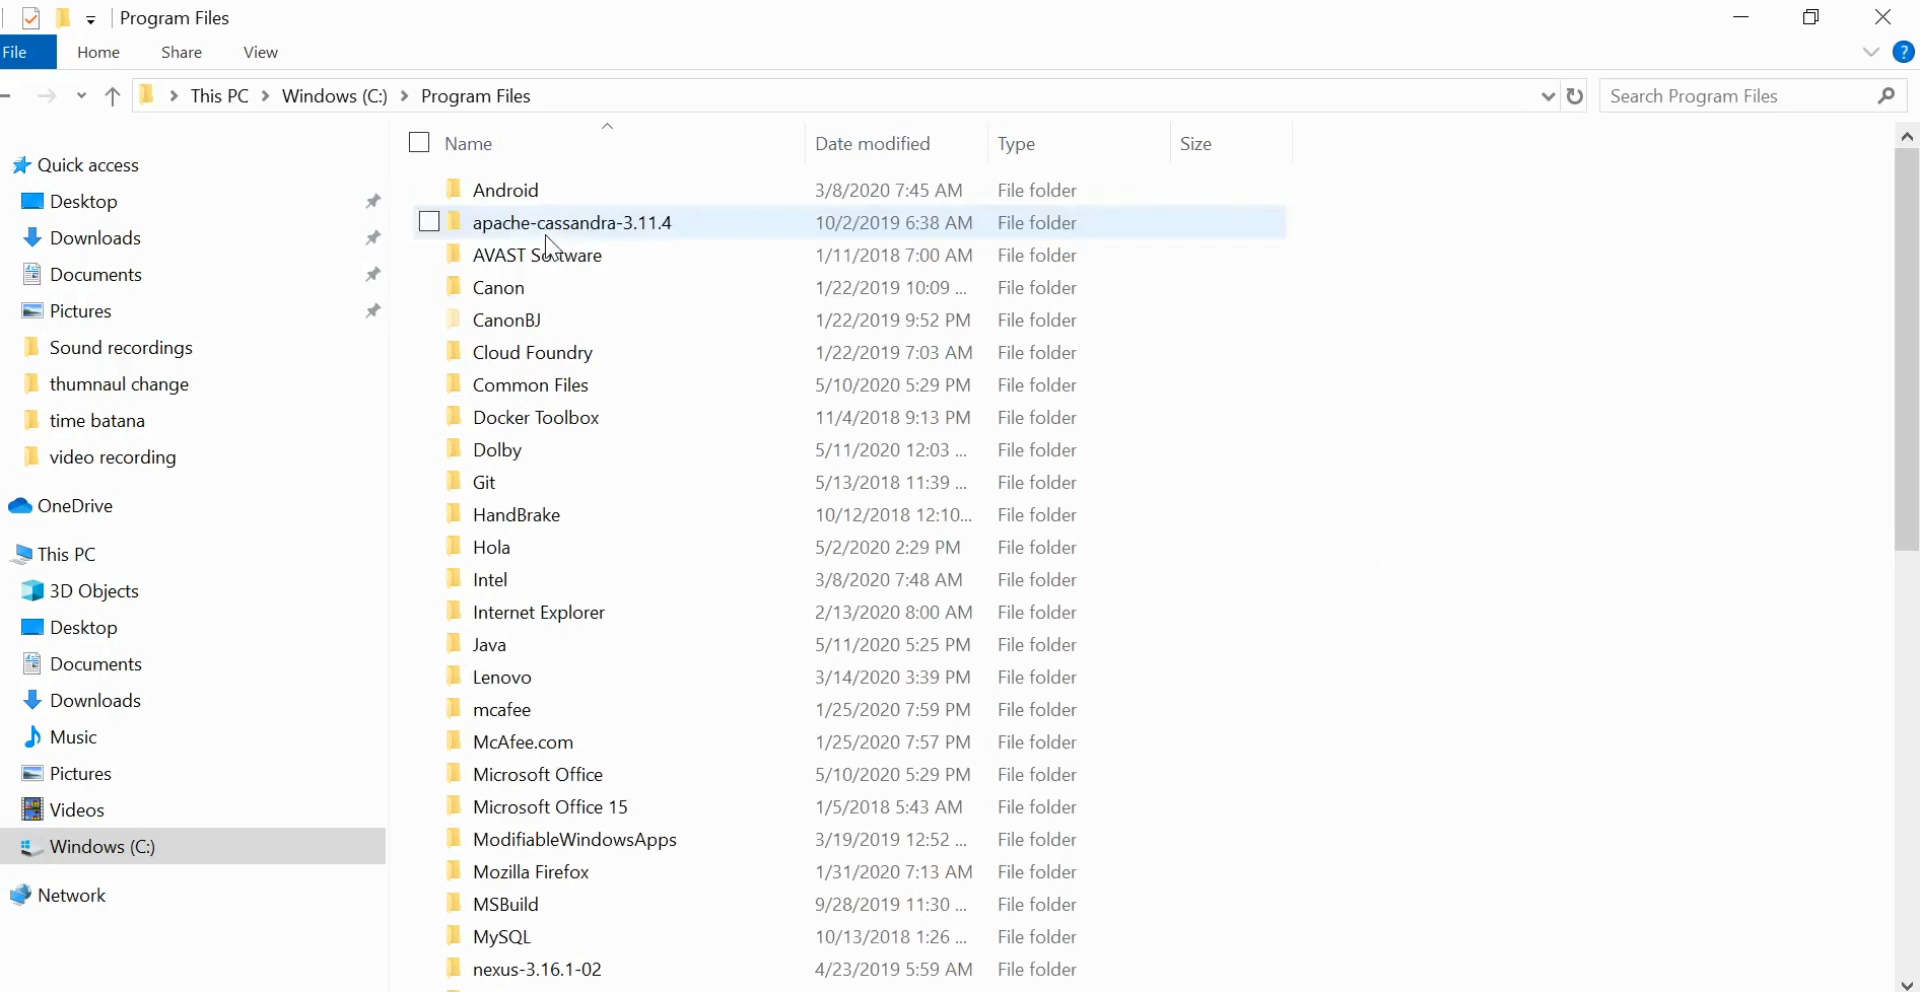 Program Files
File Home Share View
This PC Windows (C:) Program Files
Search Program Files
Name Date modified Type Size
Quick access
Desktop
Downloads
Documents
Pictures
Sound recordings
thumnaul change
time batana
video recording
OneDrive
This PC
3D Objects
Desktop
Documents
Downloads
Music
Pictures
Videos
Windows (C:)
Network
Android 3/8/2020 7:45 AM File folder
apache-cassandra-3.11.4 10/2/2019 6:38 AM File folder
AVAST Software 1/11/2018 7:00 AM File folder
Canon 1/22/2019 10:09 ... File folder
CanonBJ 1/22/2019 9:52 PM File folder
Cloud Foundry 1/22/2019 7:03 AM File folder
Common Files 5/10/2020 5:29 PM File folder
Docker Toolbox 11/4/2018 9:13 PM File folder
Dolby 5/11/2020 12:03 ... File folder
Git 5/13/2018 11:39 ... File folder
HandBrake 10/12/2018 12:10... File folder
Hola 5/2/2020 2:29 PM File folder
Intel 3/8/2020 7:48 AM File folder
Internet Explorer 2/13/2020 8:00 AM File folder
Java 5/11/2020 5:25 PM File folder
Lenovo 3/14/2020 3:39 PM File folder
mcafee 1/25/2020 7:59 PM File folder
McAfee.com 1/25/2020 7:57 PM File folder
Microsoft Office 5/10/2020 5:29 PM File folder
Microsoft Office 15 1/5/2018 5:43 AM File folder
ModifiableWindowsApps 3/19/2019 12:52 ... File folder
Mozilla Firefox 1/31/2020 7:13 AM File folder
MSBuild 9/28/2019 11:30 ... File folder
MySQL 10/13/2018 1:26 ... File folder
nexus-3.16.1-02 4/23/2019 5:59 AM File folder